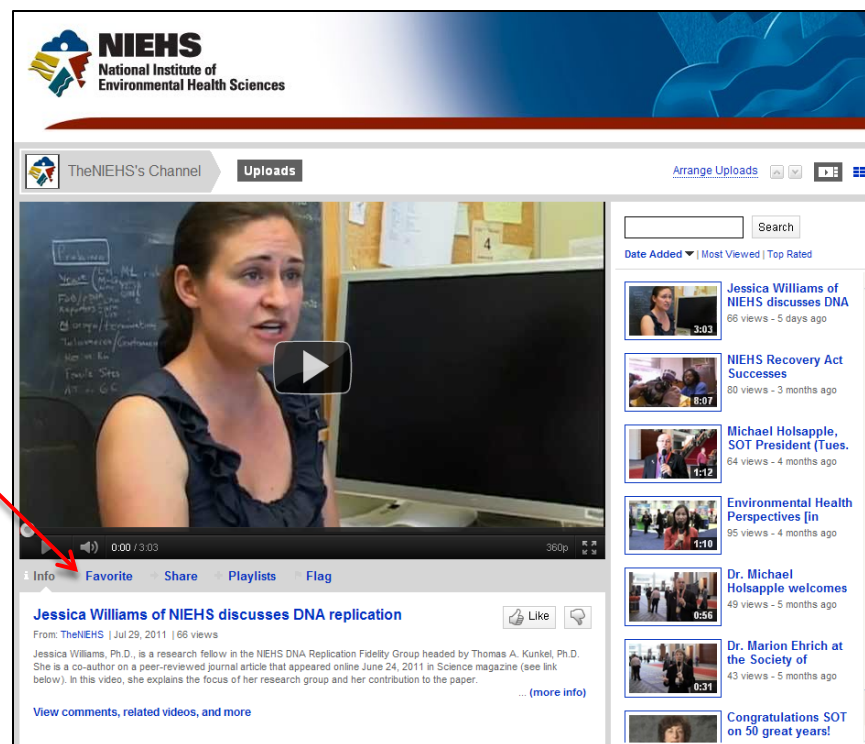 NIEHS
National Institute of
Environmental Health Sciences
TheNIEHS's Channel
Uploads
Arrange Uploads
Probing
4
0:00 / 3:03
360p
Info
Favorite
Share
Playlists
Flag
Jessica Williams of NIEHS discusses DNA replication
Like
From: TheNIEHS | Jul 29, 2011 | 66 views
Jessica Williams, Ph.D., is a research fellow in the NIEHS DNA Replication Fidelity Group headed by Thomas A. Kunkel, Ph.D.
She is a co-author on a peer-reviewed journal article that appeared online June 24, 2011 in Science magazine (see link
below). In this video, she explains the focus of her research group and her contribution to the paper.
... (more info)
View comments, related videos, and more
Search
Date Added | Most Viewed | Top Rated
Jessica Williams of
NIEHS discusses DNA
66 views - 5 days ago
3:03
NIEHS Recovery Act
Successes
80 views - 3 months ago
8:07
Michael Holsapple,
SOT President (Tues.
64 views - 4 months ago
1:12
Environmental Health
Perspectives [in
95 views - 4 months ago
1:10
Dr. Michael
Holsapple welcomes
49 views - 5 months ago
0:56
Dr. Marion Ehrich at
the Society of
43 views - 5 months ago
0:31
Congratulations SOT
on 50 great years!